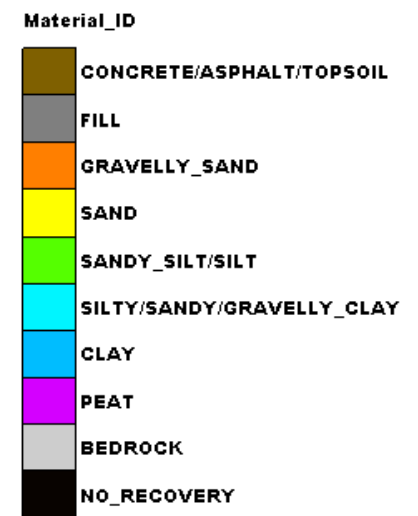 Material_ID
CONCRETE/ASPHALT/TOPSOIL
FILL
GRAVELLY_SAND
SAND
SANDY_SILT/SILT
SILTY/SANDY/GRAVELLY_CLAY
CLAY
PEAT
BEDROCK
NO_RECOVERY